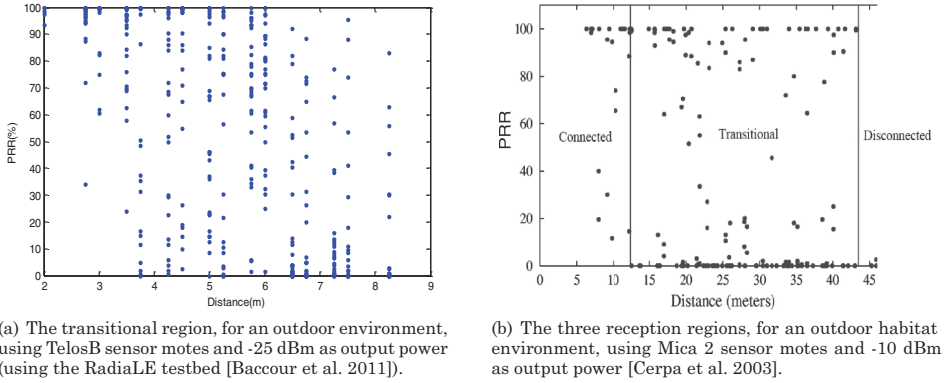 100
90
80
70
60
50
40
30
20
10
0
PRR(%)
2 3 4 5 6 7 8 9
Distance(m)
100
80
60
40
20
0
PRR
Connected
Transitional
Disconnected
0 5 10 15 20 25 30 35 40 45
Distance (meters)
(a) The transitional region, for an outdoor environment,
using TelosB sensor motes and -25 dBm as output power
(using the RadiaLE testbed [Baccour et al. 2011]).
(b) The three reception regions, for an outdoor habitat
environment, using Mica 2 sensor motes and -10 dBm
as output power [Cerpa et al. 2003].